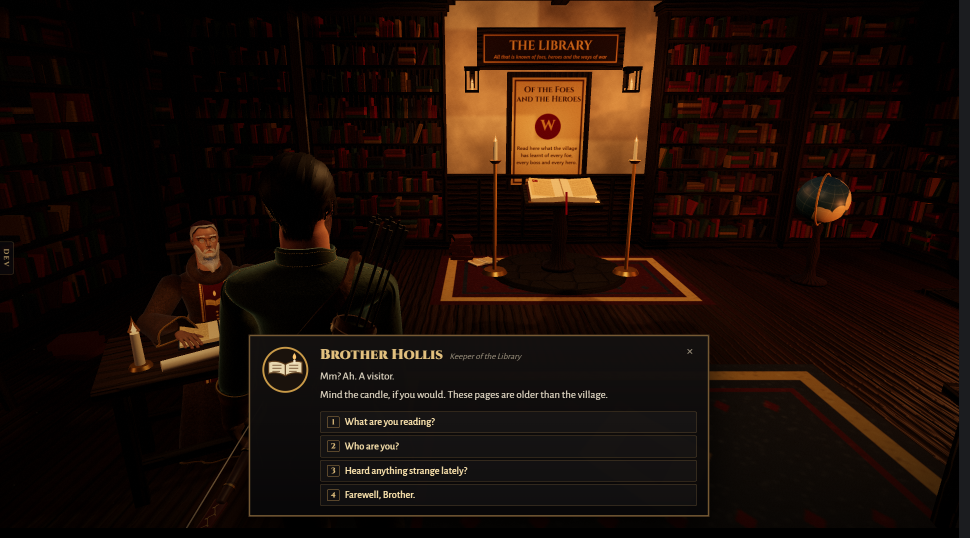 THE LIBRARY
All that is known of foes, heroes and the ways of war
OF THE FOES
AND THE HEROES
W
Read here what the village
has learnt of every foe,
every boss and every hero.
DEV
BROTHER HOLLIS Keeper of the Library
×
Mm? Ah. A visitor.
Mind the candle, if you would. These pages are older than the village.
1 What are you reading?
2 Who are you?
3 Heard anything strange lately?
4 Farewell, Brother.